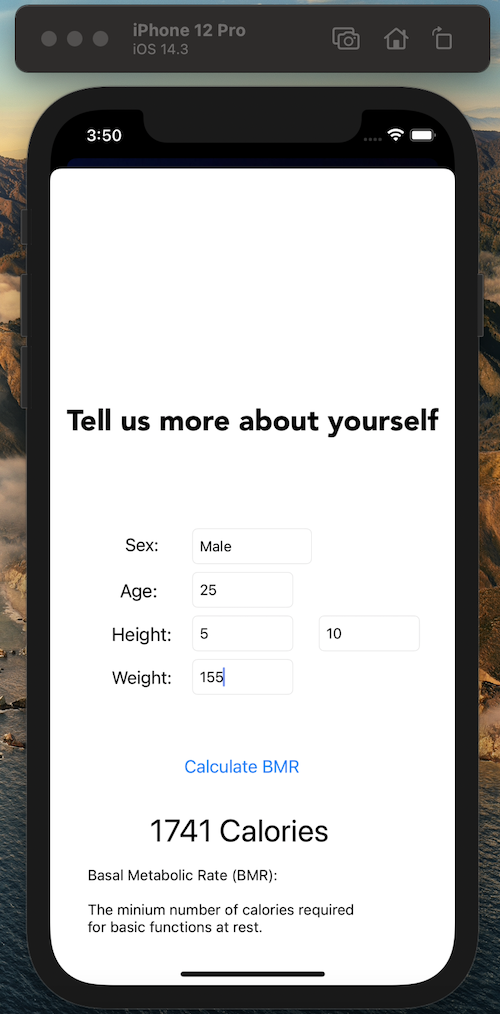 iPhone 12 Pro
iOS 14.3
3:50
Tell us more about yourself
Sex: Male
Age: 25
Height: 5 10
Weight: 155
Calculate BMR
1741 Calories
Basal Metabolic Rate (BMR):
The minium number of calories required
for basic functions at rest.